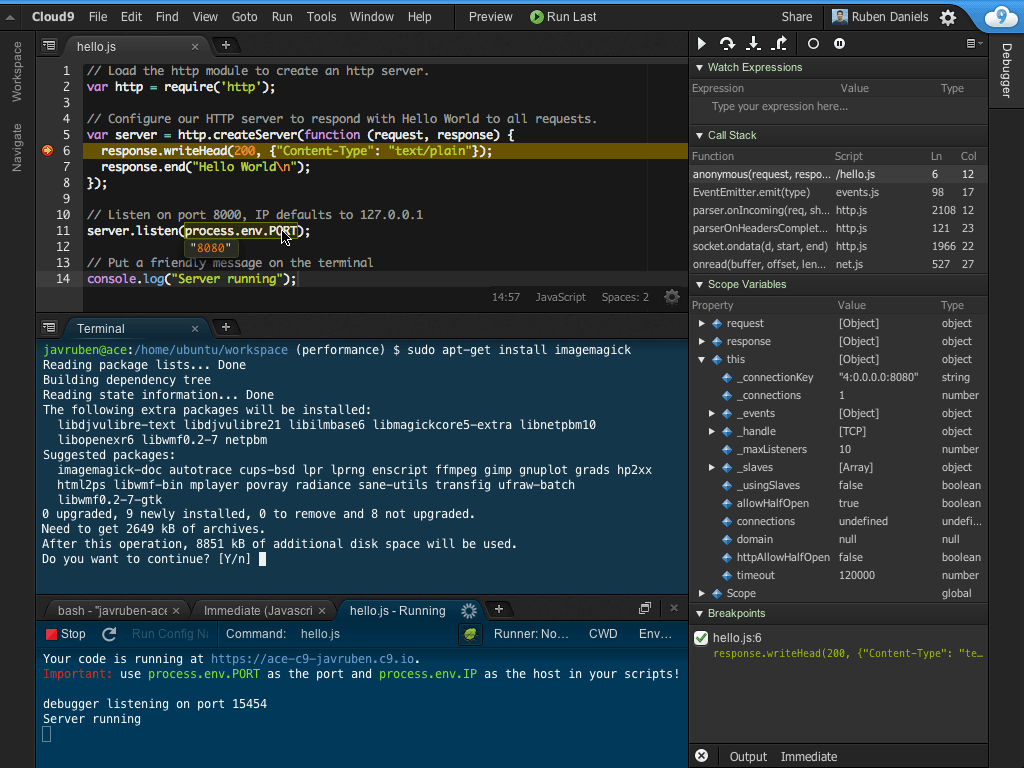 Cloud9 File Edit Find View Goto Run Tools Window Help Preview Run Last Share Ruben Daniels
Workspace
Navigate
hello.js
1 // Load the http module to create an http server.
2 var http = require('http');
3
4 // Configure our HTTP server to respond with Hello World to all requests.
5 var server = http.createServer(function (request, response) {
6 response.writeHead(200, {"Content-Type": "text/plain"});
7 response.end("Hello World\n");
8 });
9
10 // Listen on port 8000, IP defaults to 127.0.0.1
11 server.listen(process.env.PORT);
"8080"
12
13 // Put a friendly message on the terminal
14 console.log("Server running");
14:57 JavaScript Spaces: 2
Terminal
javruben@ace:/home/ubuntu/workspace (performance) $ sudo apt-get install imagemagick
Reading package lists... Done
Building dependency tree
Reading state information... Done
The following extra packages will be installed:
libdjvulibre-text libdjvulibre21 libilmbase6 libmagickcore5-extra libnetpbm10
libopenexr6 libwmf0.2-7 netpbm
Suggested packages:
imagemagick-doc autotrace cups-bsd lpr lprng enscript ffmpeg gimp gnuplot grads hp2xx
html2ps libwmf-bin mplayer povray radiance sane-utils transfig ufraw-batch
libwmf0.2-7-gtk
0 upgraded, 9 newly installed, 0 to remove and 8 not upgraded.
Need to get 2649 kB of archives.
After this operation, 8851 kB of additional disk space will be used.
Do you want to continue? [Y/n]
bash - "javruben-ace Immediate (Javascri hello.js - Running
Stop Run Config Command: hello.js Runner: No... CWD Env...
Your code is running at https://ace-c9-javruben.c9.io.
Important: use process.env.PORT as the port and process.env.IP as the host in your scripts!
debugger listening on port 15454
Server running
Debugger
Watch Expressions
Expression Value Type
Type your expression here...
Call Stack
Function Script Ln Col
anonymous(request, respo... /hello.js 6 12
EventEmitter.emit(type) events.js 98 17
parser.onIncoming(req, sh... http.js 2108 12
parserOnHeadersComplet... http.js 121 23
socket.ondata(d, start, end) http.js 1966 22
onread(buffer, offset, len... net.js 527 27
Scope Variables
Property Value Type
request [Object] object
response [Object] object
this [Object] object
_connectionKey "4:0.0.0.0:8080" string
_connections 1 number
_events [Object] object
_handle [TCP] object
_maxListeners 10 number
_slaves [Array] object
_usingSlaves false boolean
allowHalfOpen true boolean
connections undefined undefi...
domain null null
httpAllowHalfOpen false boolean
timeout 120000 number
Scope global
Breakpoints
hello.js:6
response.writeHead(200, {"Content-Type": "te...
Output Immediate